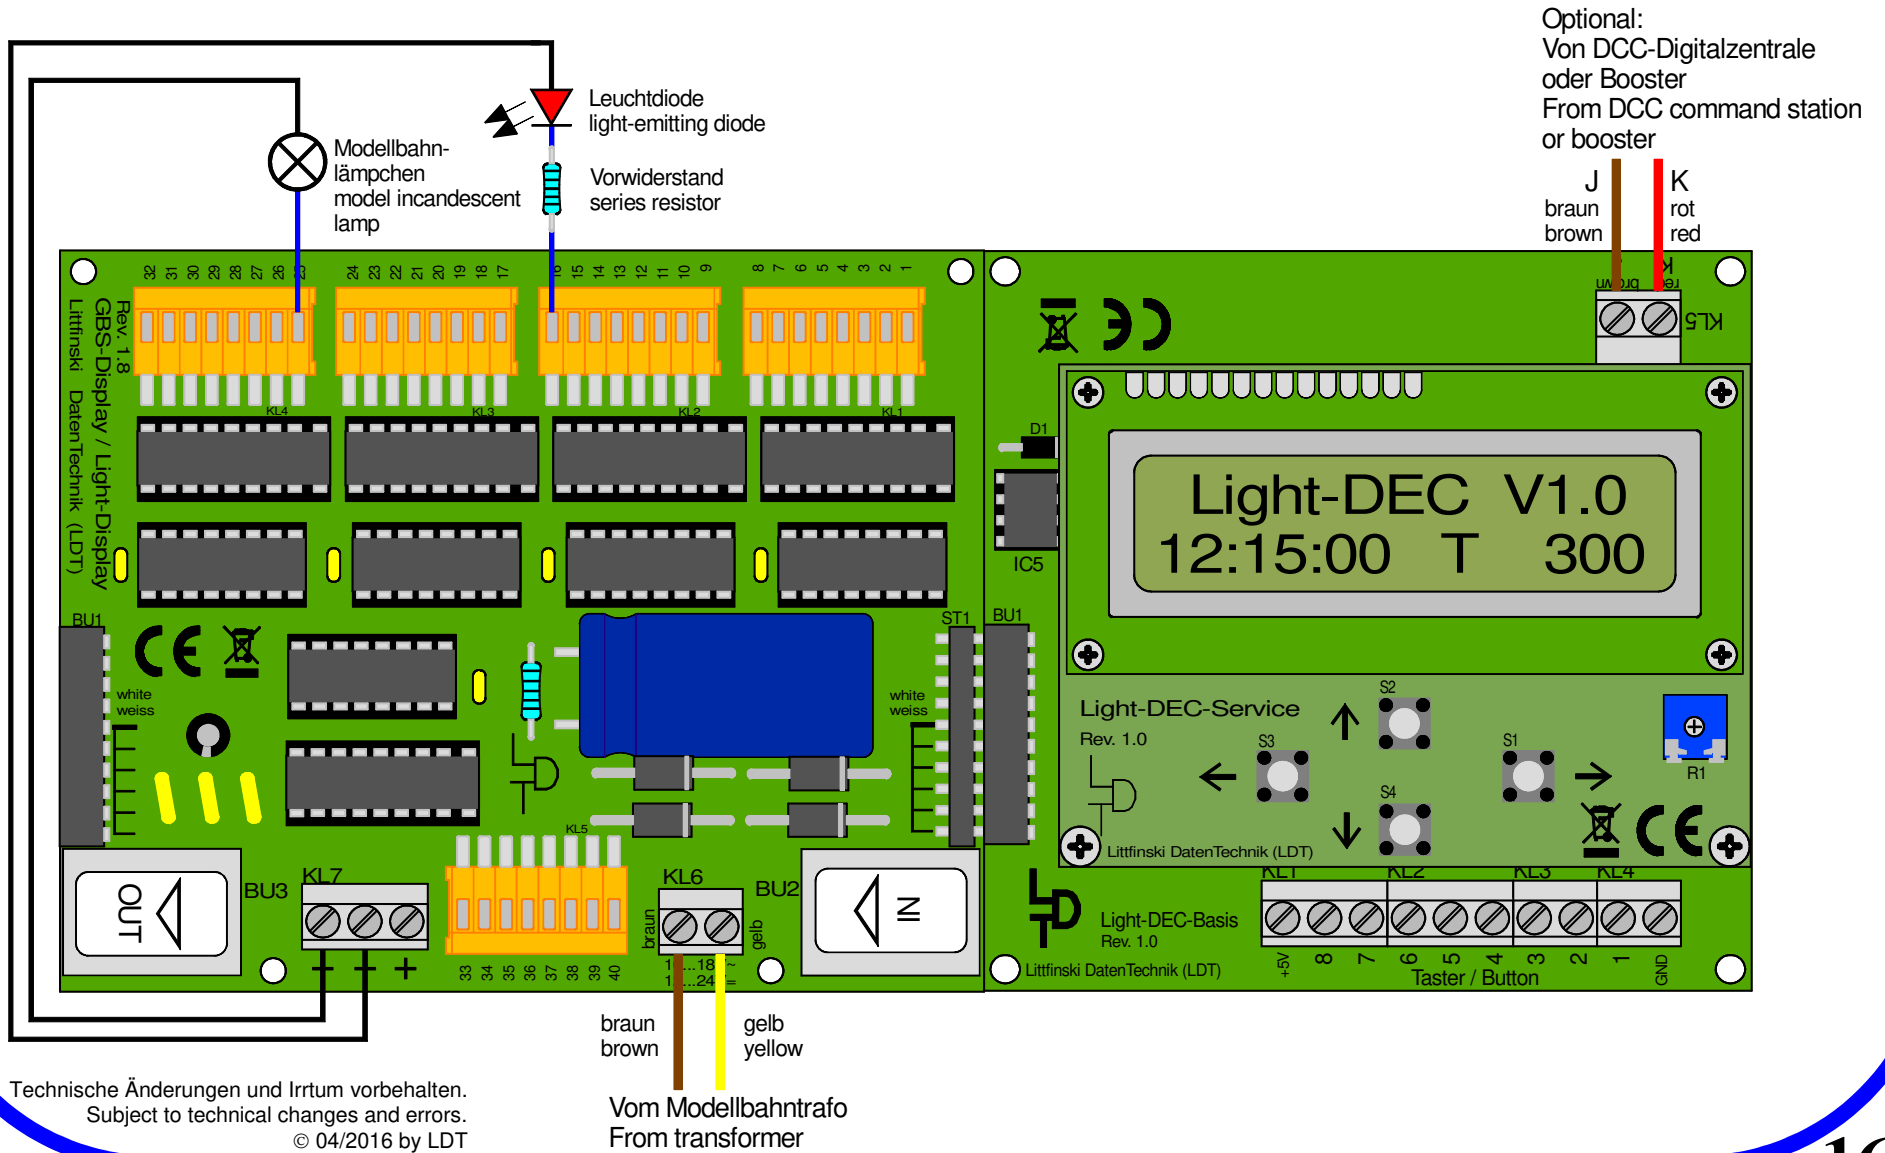 Optional:
Von DCC-Digitalzentrale
oder Booster
From DCC command station
or booster
J
braun
brown
K
rot
red
Leuchtdiode
light-emitting diode
Vorwiderstand
series resistor
Modellbahn-
lämpchen
model incandescent
lamp
32 31 30 29 28 27 26
24 23 22 21 20 19 18 17
15 14 13 12 11 10 9
8 7 6 5 4 3 2 1
Rev. 1.8
GBS-Display / Light-Display
Littfinski DatenTechnik (LDT)
KL4
KL3
KL2
KL1
KL5
D1
IC5
Light-DEC V1.0
12:15:00 T 300
BU1
CE
white
weiss
ST1
BU1
white
weiss
Light-DEC-Service
Rev. 1.0
S2
S3
S1
S4
R1
CE
Littfinski DatenTechnik (LDT)
OUT
BU3
KL7
+
KL5
33 34 35 36 37 38 39 40
KL6
braun
gelb
BU2
IN
LTD
Light-DEC-Basis
Rev. 1.0
Littfinski DatenTechnik (LDT)
KL1 KL2 KL3 KL4
+5V 8 7 6 5 4 3 2 1 GND
Taster / Button
braun
brown
gelb
yellow
Vom Modellbahntrafo
From transformer
Technische Änderungen und Irrtum vorbehalten.
Subject to technical changes and errors.
© 04/2016 by LDT